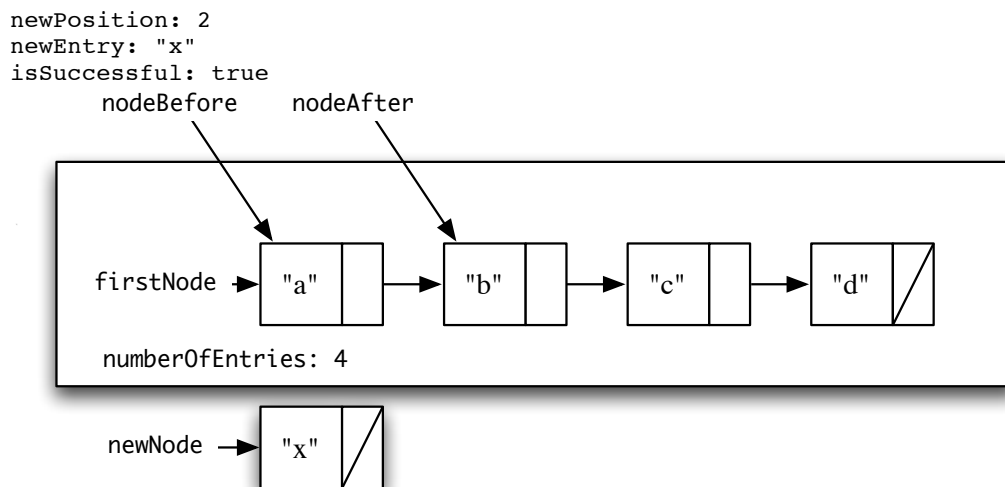 newPosition: 2
newEntry: "x"
isSuccessful: true
nodeBefore nodeAfter
firstNode "a" "b" "c" "d"
numberOfEntries: 4
newNode "x"